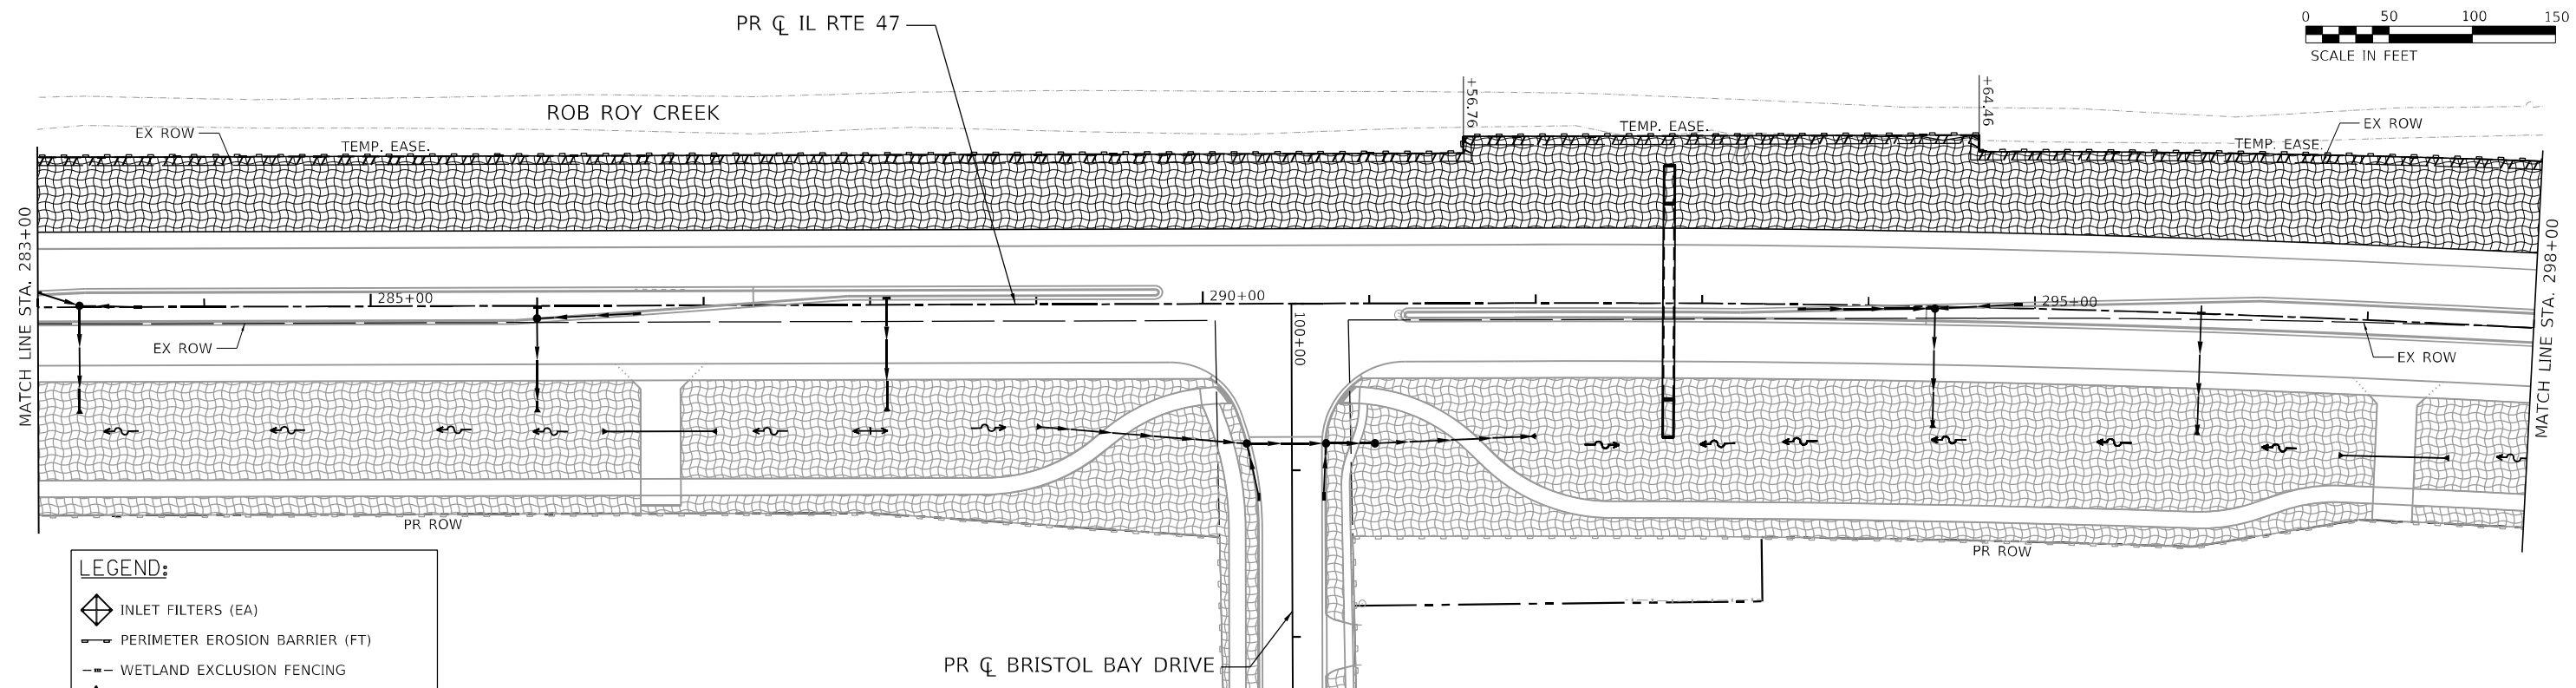 PR ℄ IL RTE 47
0 50 100 150
SCALE IN FEET
ROB ROY CREEK
+56.76
+64.46
EX ROW
TEMP. EASE.
TEMP. EASE.
TEMP. EASE.
EX ROW
MATCH LINE STA. 283+00
285+00
290+00
295+00
MATCH LINE STA. 298+00
100+00
EX ROW
EX ROW
PR ROW
PR ROW
LEGEND:
INLET FILTERS (EA)
PERIMETER EROSION BARRIER (FT)
WETLAND EXCLUSION FENCING
PR ℄ BRISTOL BAY DRIVE